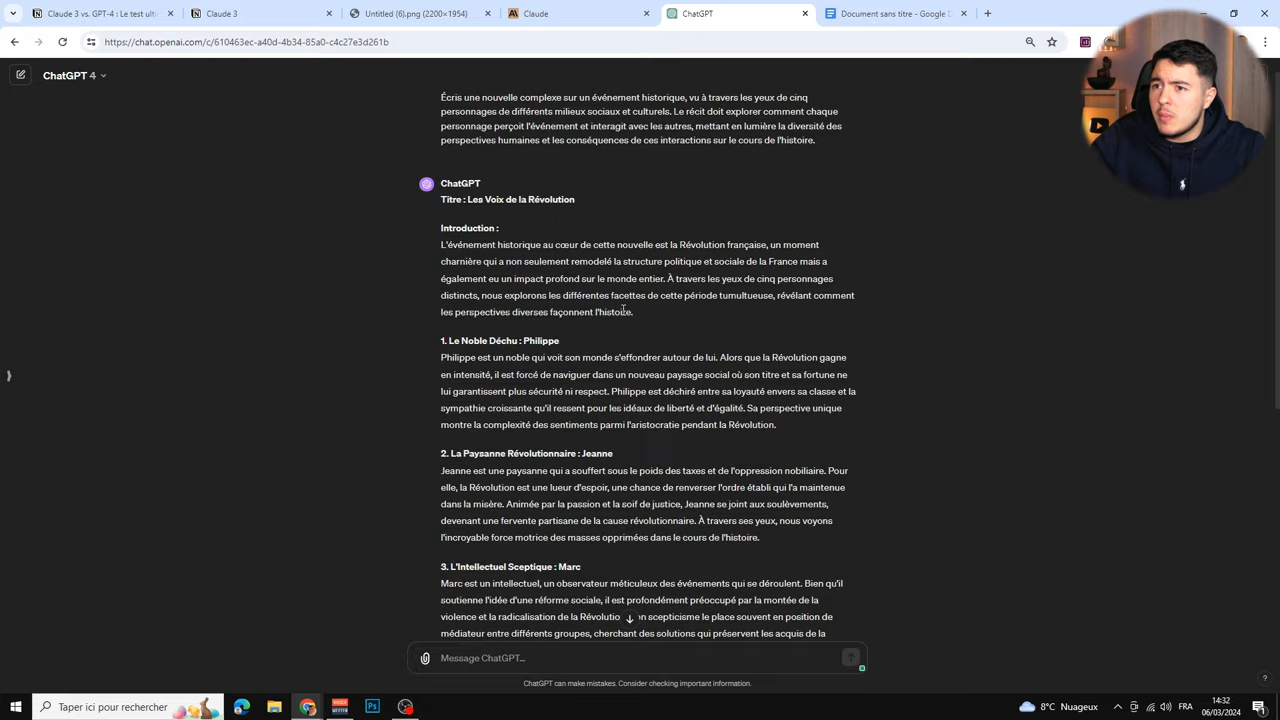 Claude 3 vs. GPT-4 : Le test ultim
Claude 3
Untitled (6).png (2200×1954)
Claude
ChatGPT
Document sans titre - Google D
https://chat.openai.com/c/610463ec-a40d-4b34-85a0-c4c27e3d261b
ChatGPT 4
Écris une nouvelle complexe sur un événement historique, vu à travers les yeux de cinq
personnages de différents milieux sociaux et culturels. Le récit doit explorer comment chaque
personnage perçoit l'événement et interagit avec les autres, mettant en lumière la diversité des
perspectives humaines et les conséquences de ces interactions sur le cours de l'histoire.
ChatGPT
Titre : Les Voix de la Révolution
Introduction :
L'événement historique au cœur de cette nouvelle est la Révolution française, un moment
charnière qui a non seulement remodelé la structure politique et sociale de la France mais a
également eu un impact profond sur le monde entier. À travers les yeux de cinq personnages
distincts, nous explorons les différentes facettes de cette période tumultueuse, révélant comment
les perspectives diverses façonnent l'histoire.
1. Le Noble Déchu : Philippe
Philippe est un noble qui voit son monde s'effondrer autour de lui. Alors que la Révolution gagne
en intensité, il est forcé de naviguer dans un nouveau paysage social où son titre et sa fortune ne
lui garantissent plus sécurité ni respect. Philippe est déchiré entre sa loyauté envers sa classe et la
sympathie croissante qu'il ressent pour les idéaux de liberté et d'égalité. Sa perspective unique
montre la complexité des sentiments parmi l'aristocratie pendant la Révolution.
2. La Paysanne Révolutionnaire : Jeanne
Jeanne est une paysanne qui a souffert sous le poids des taxes et de l'oppression nobiliaire. Pour
elle, la Révolution est une lueur d'espoir, une chance de renverser l'ordre établi qui l'a maintenue
dans la misère. Animée par la passion et la soif de justice, Jeanne se joint aux soulèvements,
devenant une fervente partisane de la cause révolutionnaire. À travers ses yeux, nous voyons
l'incroyable force motrice des masses opprimées dans le cours de l'histoire.
3. L'Intellectuel Sceptique : Marc
Marc est un intellectuel, un observateur méticuleux des événements qui se déroulent. Bien qu'il
soutienne l'idée d'une réforme sociale, il est profondément préoccupé par la montée de la
violence et la radicalisation de la Révolutio n scepticisme le place souvent en position de
médiateur entre différents groupes, cherchant des solutions qui préservent les acquis de la
Message ChatGPT...
ChatGPT can make mistakes. Consider checking important information.
Taper ici pour rechercher
8°C Nuageux
FRA
14:32
06/03/2024